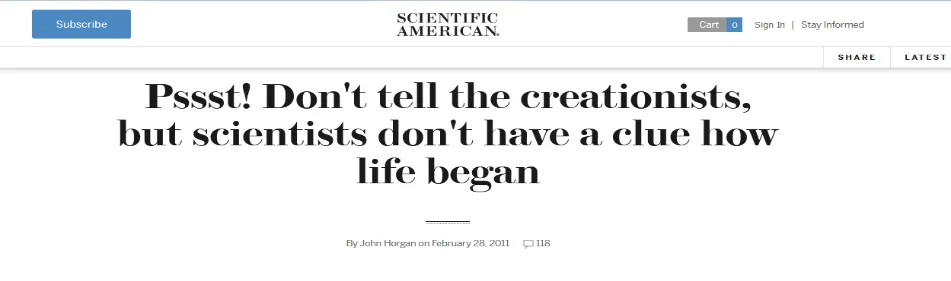 Subscribe
SCIENTIFIC
AMERICAN®
Cart 0 Sign In | Stay Informed
SHARE LATEST
Pssst! Don't tell the creationists,
but scientists don't have a clue how
life began
By John Horgan on February 28, 2011 118